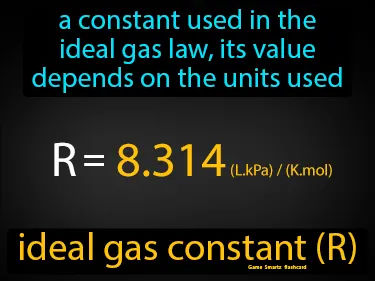 a constant used in the
ideal gas law, its value
depends on the units used
R = 8.314 (L.kPa) / (K.mol)
ideal gas constant (R)
Game Smartz flashcard